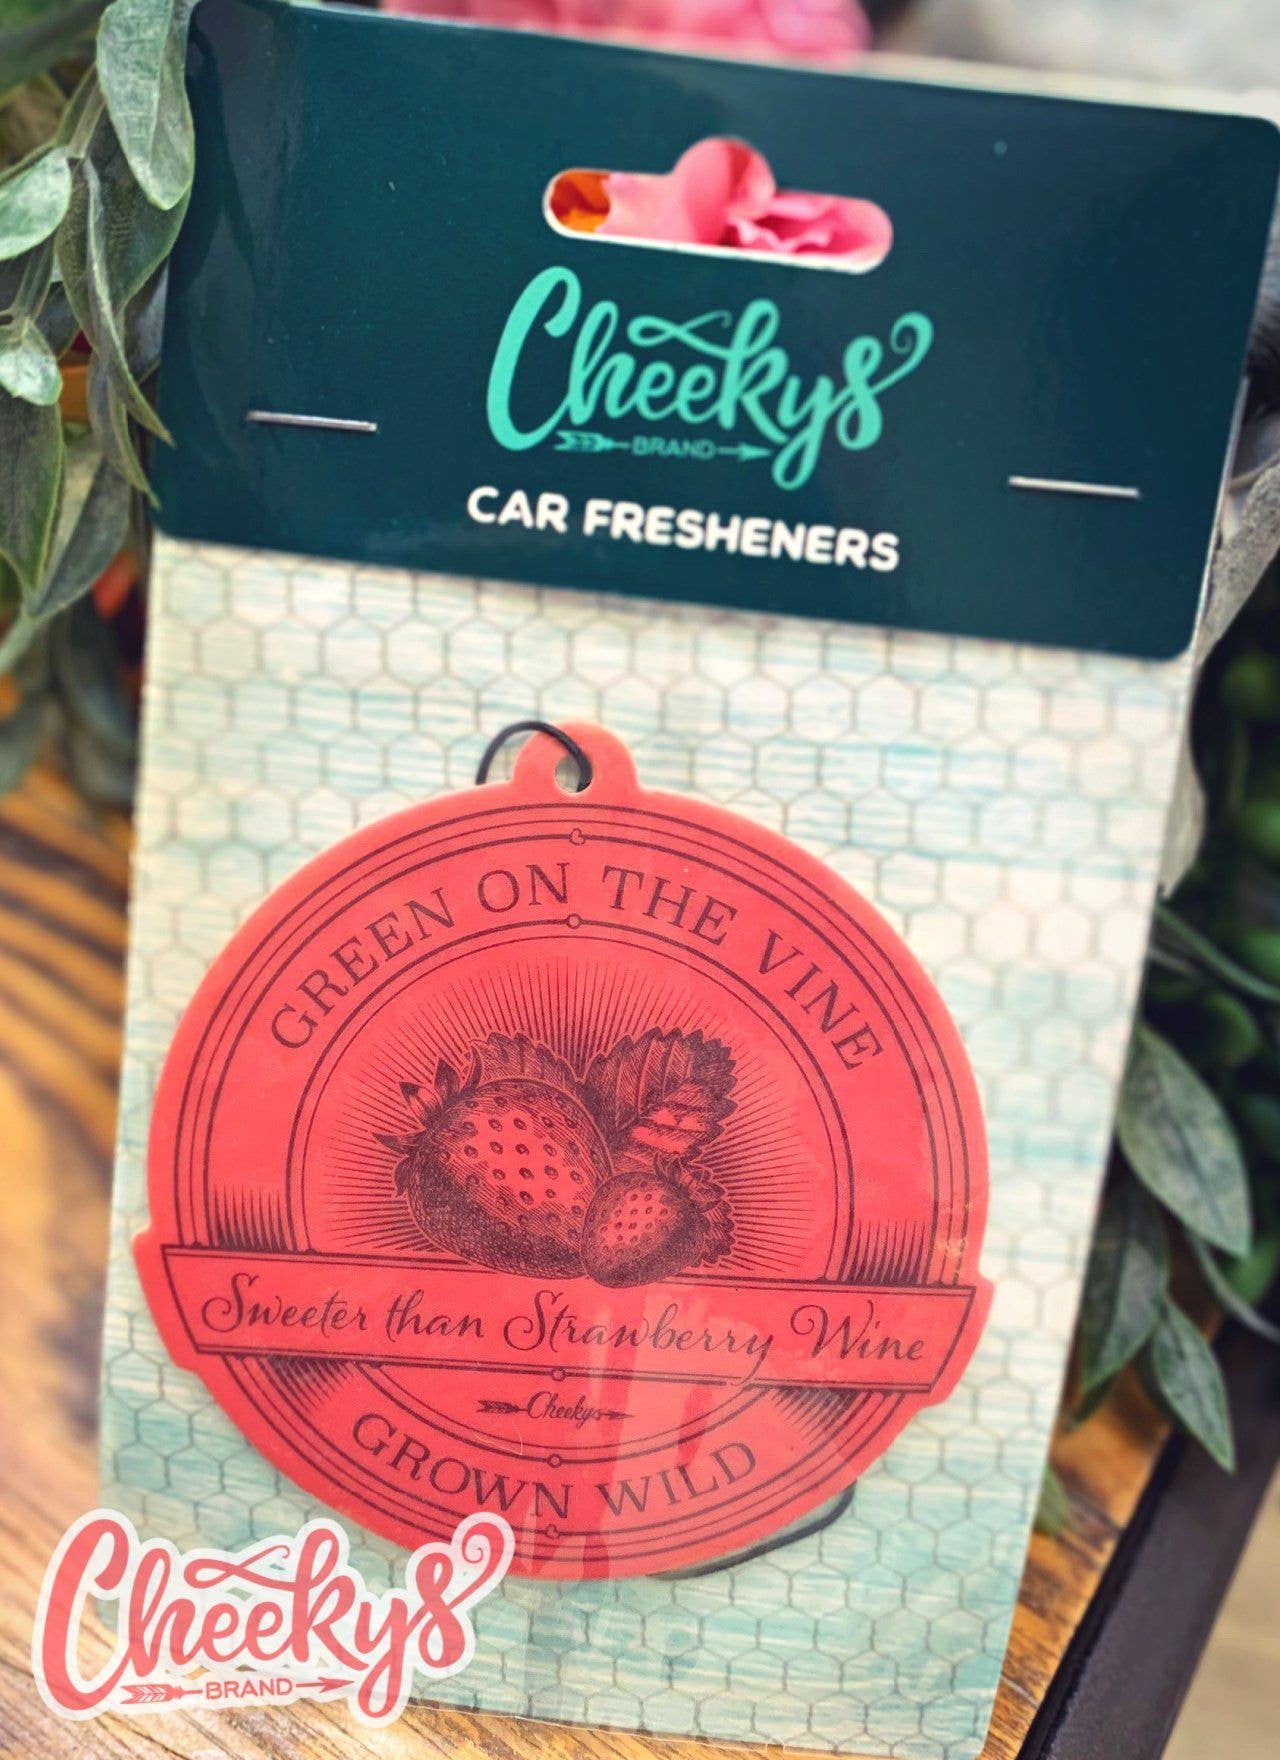 Cheekys
BRAND
CAR FRESHENERS
GREEN ON THE VINE
Sweeter than Strawberry Wine
Cheekys
GROWN WILD
Cheekys
BRAND